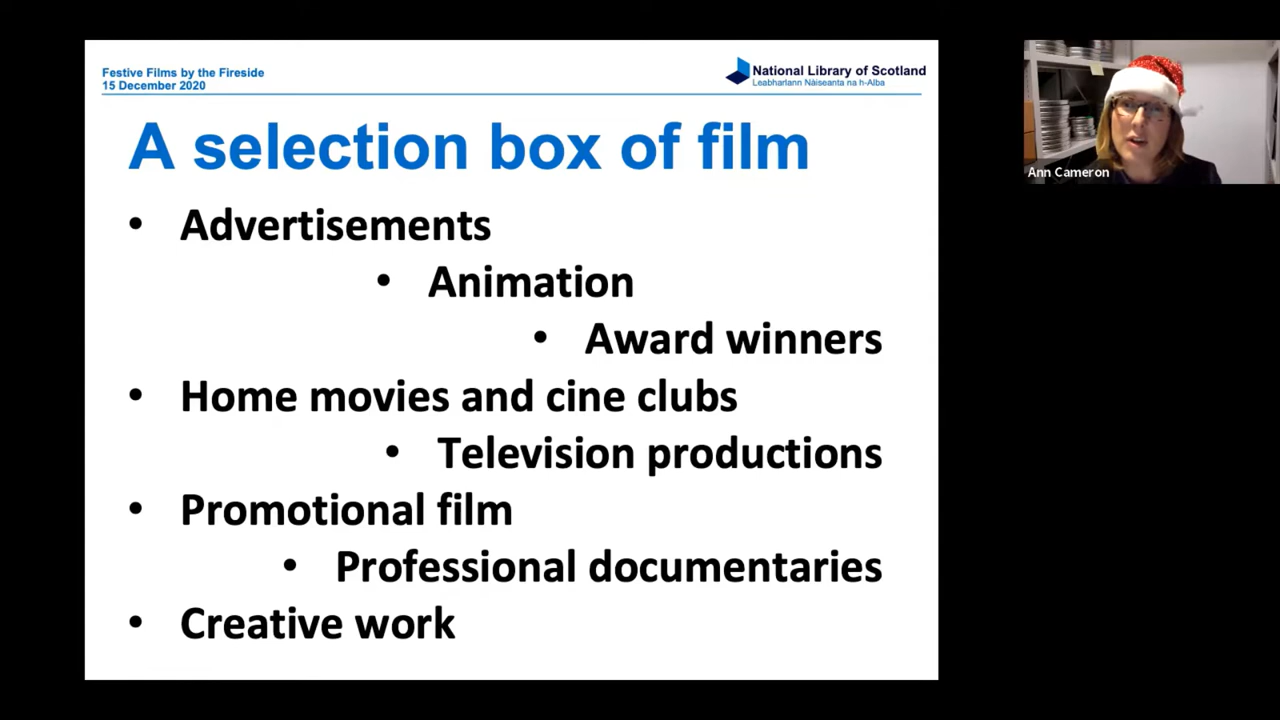 Festive Films by the Fireside
15 December 2020
National Library of Scotland
Leabharlann Nàiseanta na h-Alba
A selection box of film
• Advertisements
• Animation
• Award winners
• Home movies and cine clubs
• Television productions
• Promotional film
• Professional documentaries
• Creative work
Ann Cameron